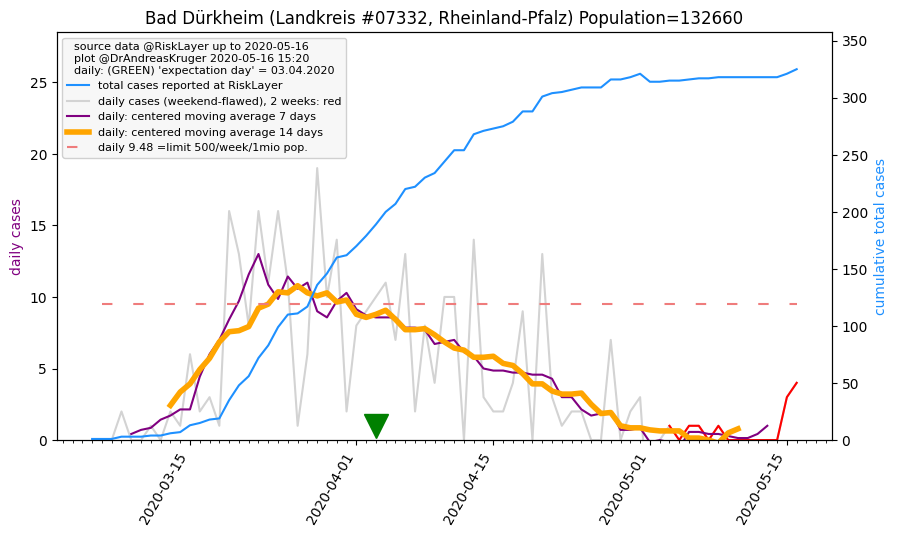 Bad Dürkheim (Landkreis #07332, Rheinland-Pfalz) Population=132660
source data @RiskLayer up to 2020-05-16
plot @DrAndreasKruger 2020-05-16 15:20
daily: (GREEN) 'expectation day' = 03.04.2020
total cases reported at RiskLayer
daily cases (weekend-flawed), 2 weeks: red
daily: centered moving average 7 days
daily: centered moving average 14 days
daily 9.48 =limit 500/week/1mio pop.
daily cases
25
20
15
10
5
0
cumulative total cases
350
300
250
200
150
100
50
0
2020-03-15
2020-04-01
2020-04-15
2020-05-01
2020-05-15